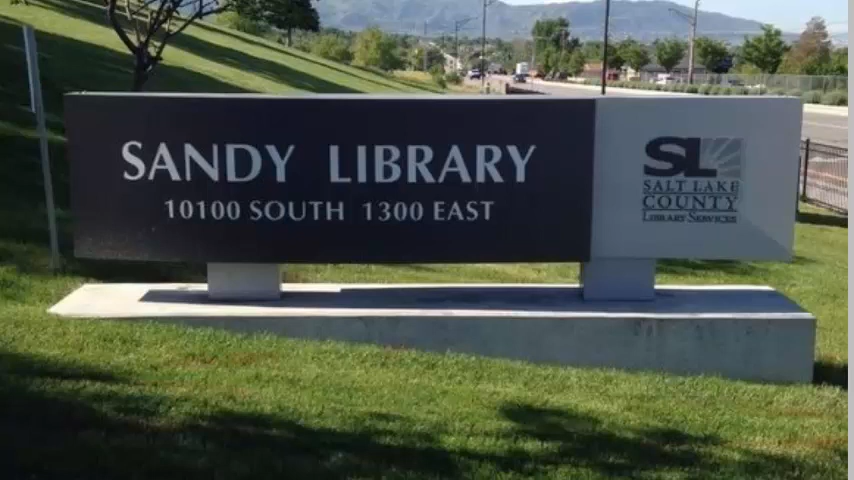 SANDY LIBRARY
10100 SOUTH 1300 EAST
SL
SALT LAKE
COUNTY
LIBRARY SERVICES